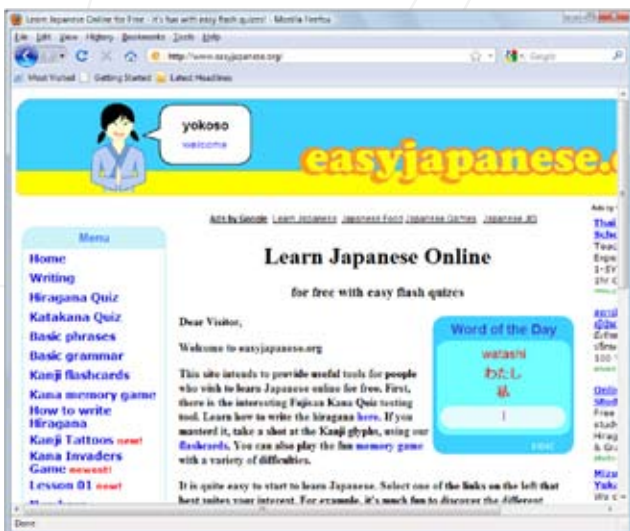 Learn Japanese Online for Free - it's fun with easy flash quizes! - Mozilla Firefox
File Edit View History Bookmarks Tools Help
http://www.easyjapanese.org/
Google
Most Visited Getting Started Latest Headlines
yokoso
welcome
easyjapanese.
Ads by Google Learn Japanese Japanese Food Japanese Games Japanese
Menu
Home
Writing
Hiragana Quiz
Katakana Quiz
Basic phrases
Basic grammar
Kanji flashcards
Kana memory game
How to write
Hiragana
Kanji Tattoos new!
Kana Invaders
Game newest!
Lesson 01 new!
Learn Japanese Online
for free with easy flash quizes
Dear Visitor,
Welcome to easyjapanese.org
This site intends to provide useful tools for people
who wish to learn Japanese online for free. First,
there is the interesting Fujisan Kana Quiz testing
tool. Learn how to write the hiragana here. If you
masterd it, take a shot at the Kanji glyphs, using our
flashcards. You can also play the fun memory game
with a variety of difficulties.
It is quite easy to start to learn Japanese. Select one of the links on the left that
best suites your interest. For example, it's much fun to discover the different
Word of the Day
watashi
わたし
私
I
Ads by
Thai
Free
study
Done